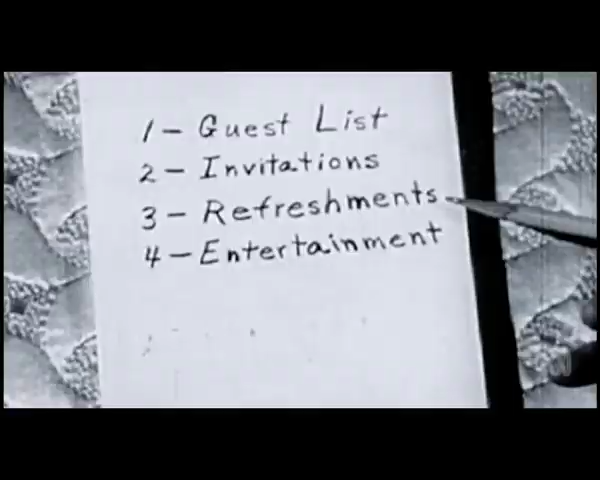 1 - Guest List
2 - Invitations
3 - Refreshments
4 - Entertainment